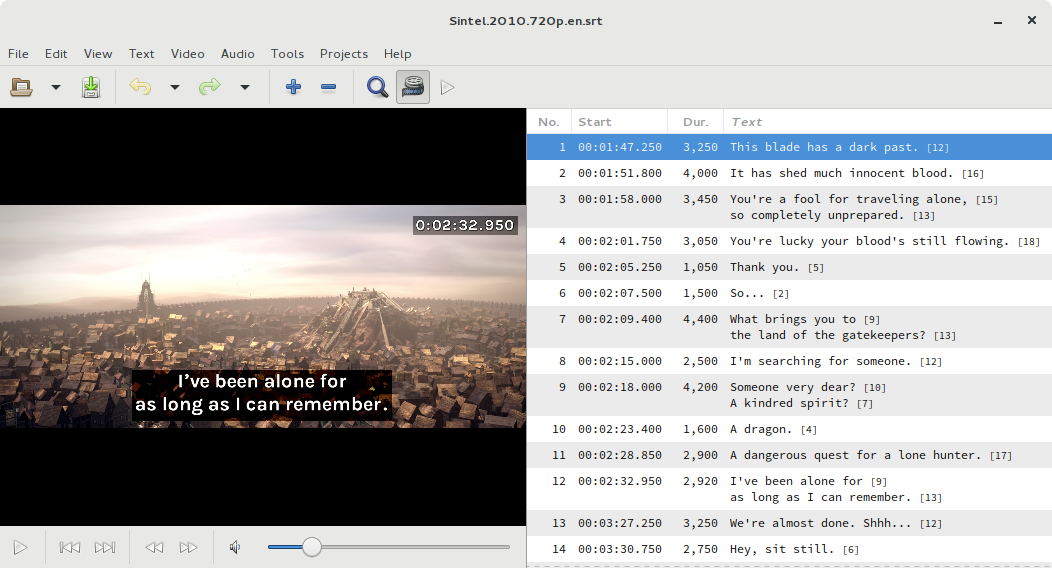 Sintel.2010.720p.en.srt
File Edit View Text Video Audio Tools Projects Help
0:02:32.950
I’ve been alone for
as long as I can remember.
No. Start Dur. Text
1 00:01:47.250 3,250 This blade has a dark past. [12]
2 00:01:51.800 4,000 It has shed much innocent blood. [16]
3 00:01:58.000 3,450 You're a fool for traveling alone, [15]
so completely unprepared. [13]
4 00:02:01.750 3,050 You're lucky your blood's still flowing. [18]
5 00:02:05.250 1,050 Thank you. [5]
6 00:02:07.500 1,500 So... [2]
7 00:02:09.400 4,400 What brings you to [9]
the land of the gatekeepers? [13]
8 00:02:15.000 2,500 I'm searching for someone. [12]
9 00:02:18.000 4,200 Someone very dear? [10]
A kindred spirit? [7]
10 00:02:23.400 1,600 A dragon. [4]
11 00:02:28.850 2,900 A dangerous quest for a lone hunter. [17]
12 00:02:32.950 2,920 I've been alone for [9]
as long as I can remember. [13]
13 00:03:27.250 3,250 We're almost done. Shhh... [12]
14 00:03:30.750 2,750 Hey, sit still. [6]